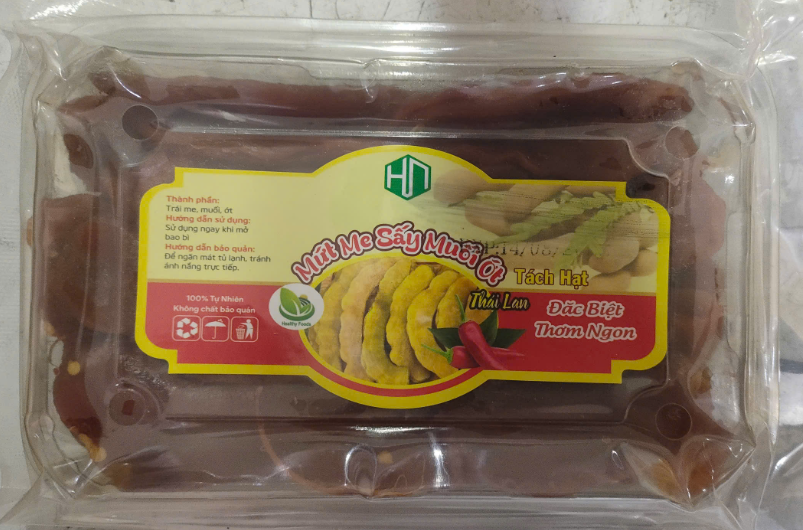 HN
Thành phần:
Trái me, muối, ớt
Hướng dẫn sử dụng:
Sử dụng ngay khi mở
bao bì
Hướng dẫn bảo quản:
Để ngăn mát tủ lạnh, tránh
ánh nắng trực tiếp.
100% Tự Nhiên
Không chất bảo quản
Healthy Foods
Mứt Me Sấy Muối Ớt
Tách Hạt
Thái Lan
Đăc Biệt
Thơm Ngon